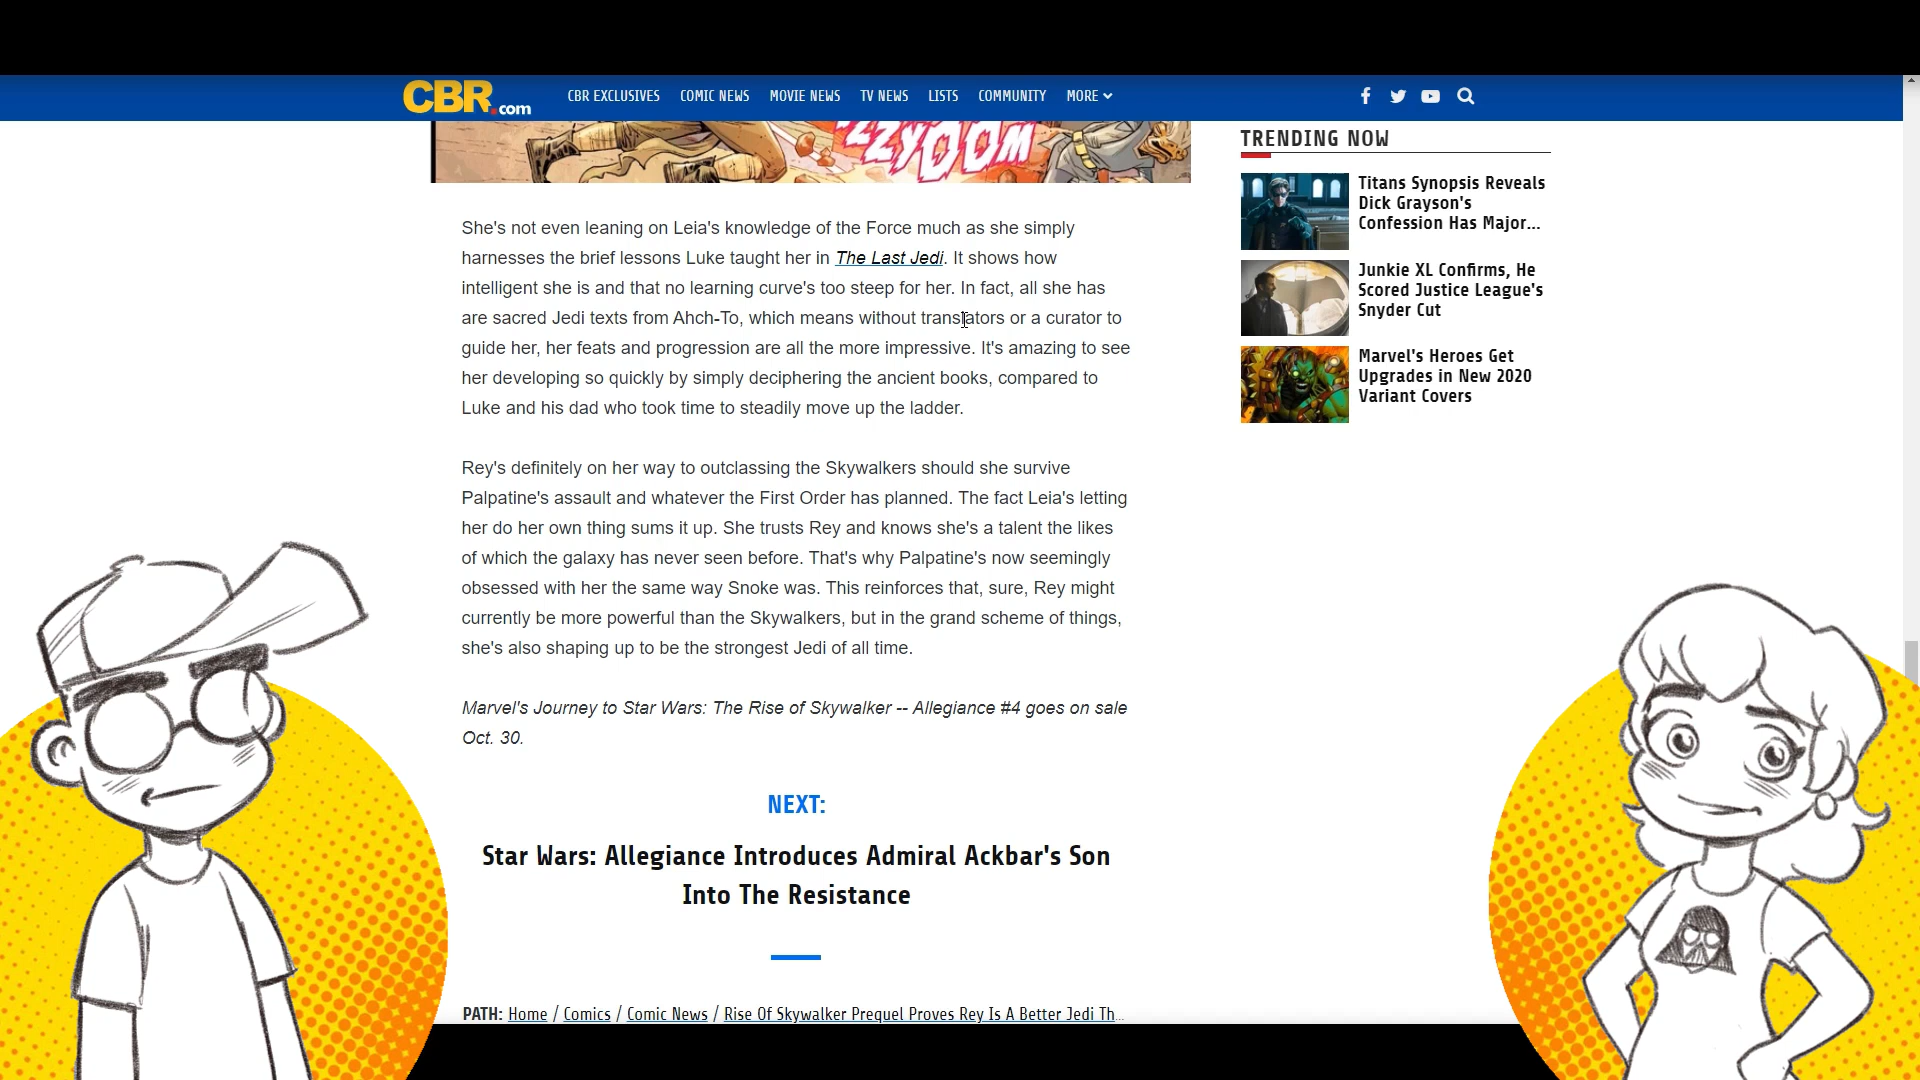 CBR.com
CBR EXCLUSIVES
COMIC NEWS
MOVIE NEWS
TV NEWS
LISTS
COMMUNITY
MORE
ZZYOOM
She's not even leaning on Leia's knowledge of the Force much as she simply
harnesses the brief lessons Luke taught her in The Last Jedi. It shows how
intelligent she is and that no learning curve's too steep for her. In fact, all she has
are sacred Jedi texts from Ahch-To, which means without translators or a curator to
guide her, her feats and progression are all the more impressive. It's amazing to see
her developing so quickly by simply deciphering the ancient books, compared to
Luke and his dad who took time to steadily move up the ladder.
Rey's definitely on her way to outclassing the Skywalkers should she survive
Palpatine's assault and whatever the First Order has planned. The fact Leia's letting
her do her own thing sums it up. She trusts Rey and knows she's a talent the likes
of which the galaxy has never seen before. That's why Palpatine's now seemingly
obsessed with her the same way Snoke was. This reinforces that, sure, Rey might
currently be more powerful than the Skywalkers, but in the grand scheme of things,
she's also shaping up to be the strongest Jedi of all time.
Marvel's Journey to Star Wars: The Rise of Skywalker -- Allegiance #4 goes on sale
Oct. 30.
NEXT:
Star Wars: Allegiance Introduces Admiral Ackbar's Son
Into The Resistance
PATH: Home / Comics / Comic News / Rise Of Skywalker Prequel Proves Rey Is A Better Jedi Th...
TRENDING NOW
Titans Synopsis Reveals
Dick Grayson's
Confession Has Major...
Junkie XL Confirms, He
Scored Justice League's
Snyder Cut
Marvel's Heroes Get
Upgrades in New 2020
Variant Covers